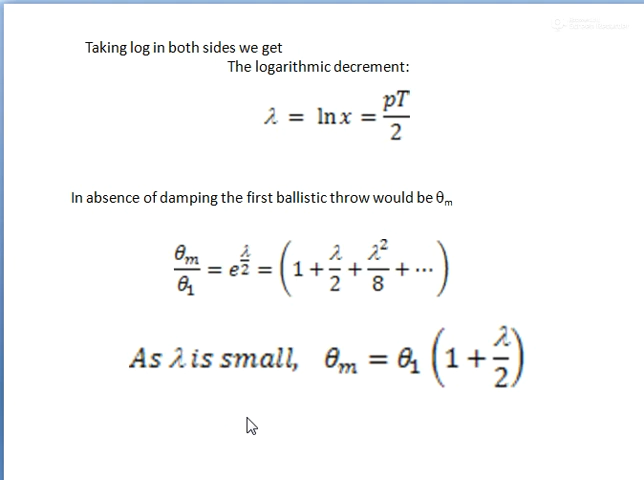 Taking log in both sides we get
The logarithmic decrement:
λ = ln x = pT/2
In absence of damping the first ballistic throw would be θₘ
θₘ/θ₁ = e^(λ/2) = (1 + λ/2 + λ²/8 + ⋯)
As λ is small, θₘ = θ₁ (1 + λ/2)